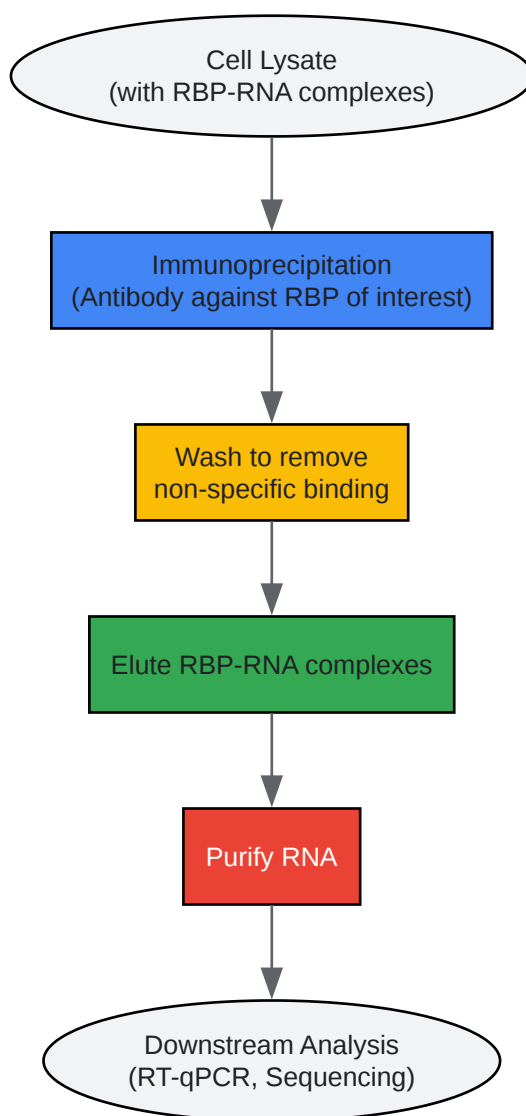 Cell Lysate
(with RBP-RNA complexes)
Immunoprecipitation
(Antibody against RBP of interest)
Wash to remove
non-specific binding
Elute RBP-RNA complexes
Purify RNA
Downstream Analysis
(RT-qPCR, Sequencing)